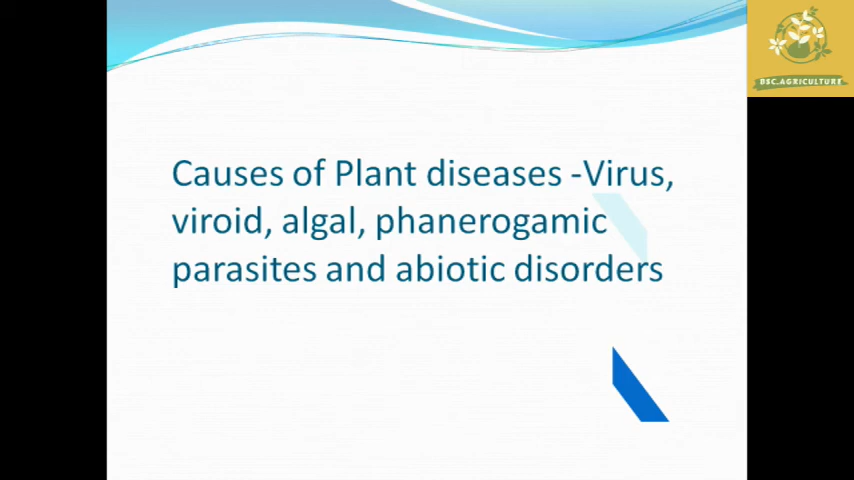 Causes of Plant diseases -Virus,
viroid, algal, phanerogamic
parasites and abiotic disorders
BSC.AGRICULTURE